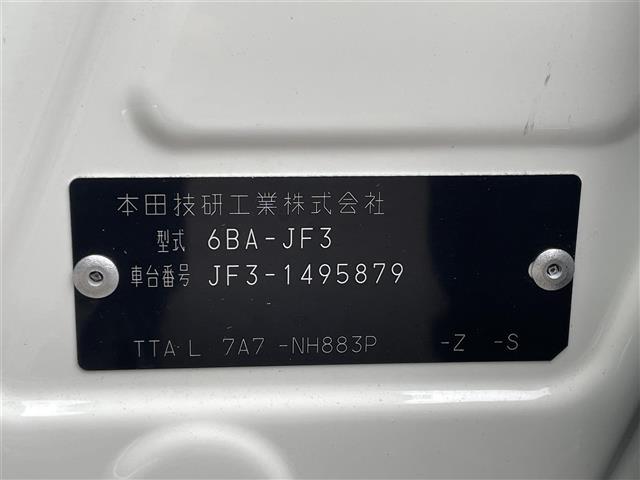 本田技研工業株式会社
型式 6BA-JF3
車台番号 JF3-1495879
TTA L 7A7 -NH883P -Z -S